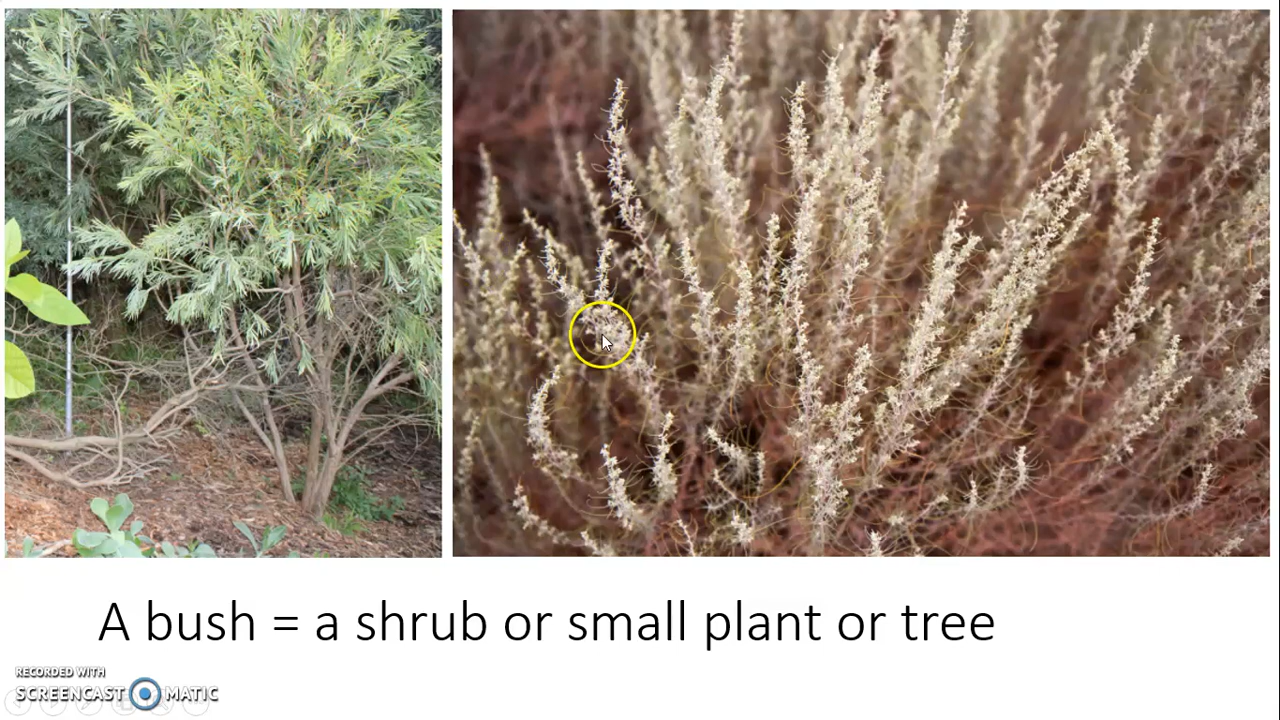 A bush = a shrub or small plant or tree
RECORDED WITH
SCREENCAST MATIC